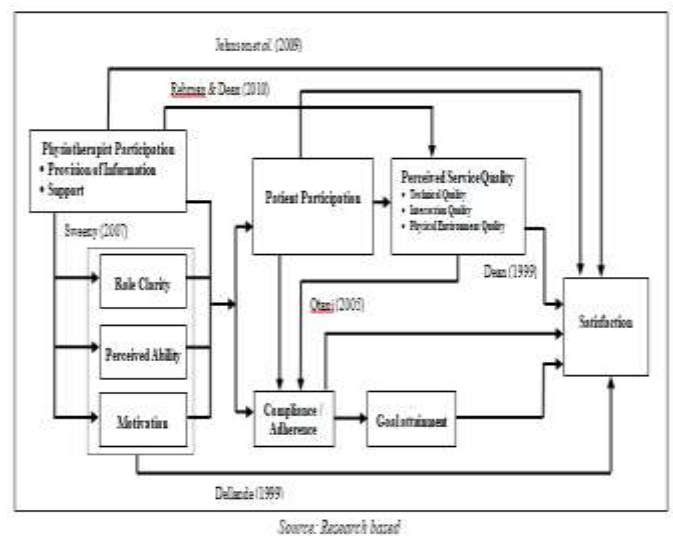 Johnson et al. (2009)
Rehman & Dean (2010)
Physiotherapist Participation
• Provision of Information
• Support
Patient Participation
Perceived Service Quality
• Technical Quality
• Interaction Quality
• Physical Environment Quality
Sweeny (2007)
Role Clarity
Dean (1999)
Otani (2005)
Satisfaction
Perceived Ability
Motivation
Compliance /
Adherence
Goal attainment
Dellande (1999)
Source: Research based